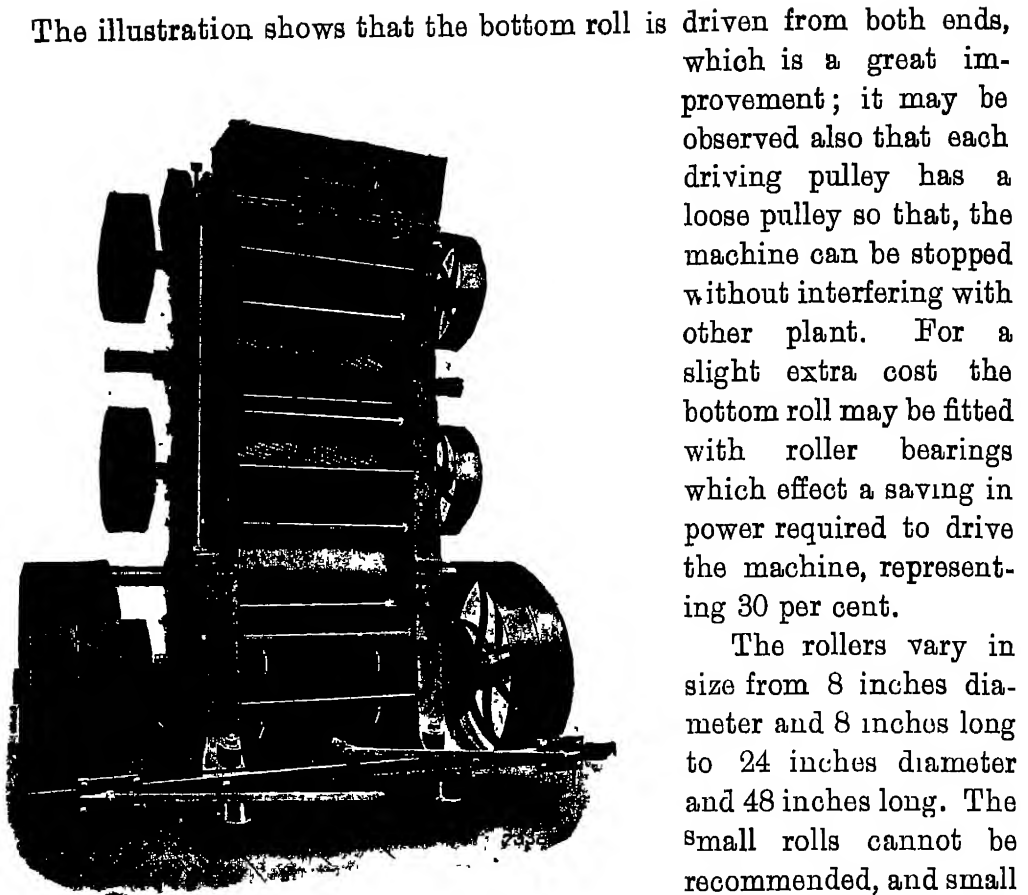 The illustration shows that the bottom roll is driven from both ends,
which is a great im-
provement; it may be
observed also that each
driving pulley has a
loose pulley so that, the
machine can be stopped
without interfering with
other plant. For a
slight extra cost the
bottom roll may be fitted
with roller bearings
which effect a saving in
power required to drive
the machine, represent-
ing 30 per cent.
The rollers vary in
size from 8 inches dia-
meter and 8 inches long
to 24 inches diameter
and 48 inches long. The
small rolls cannot be
recommended, and small